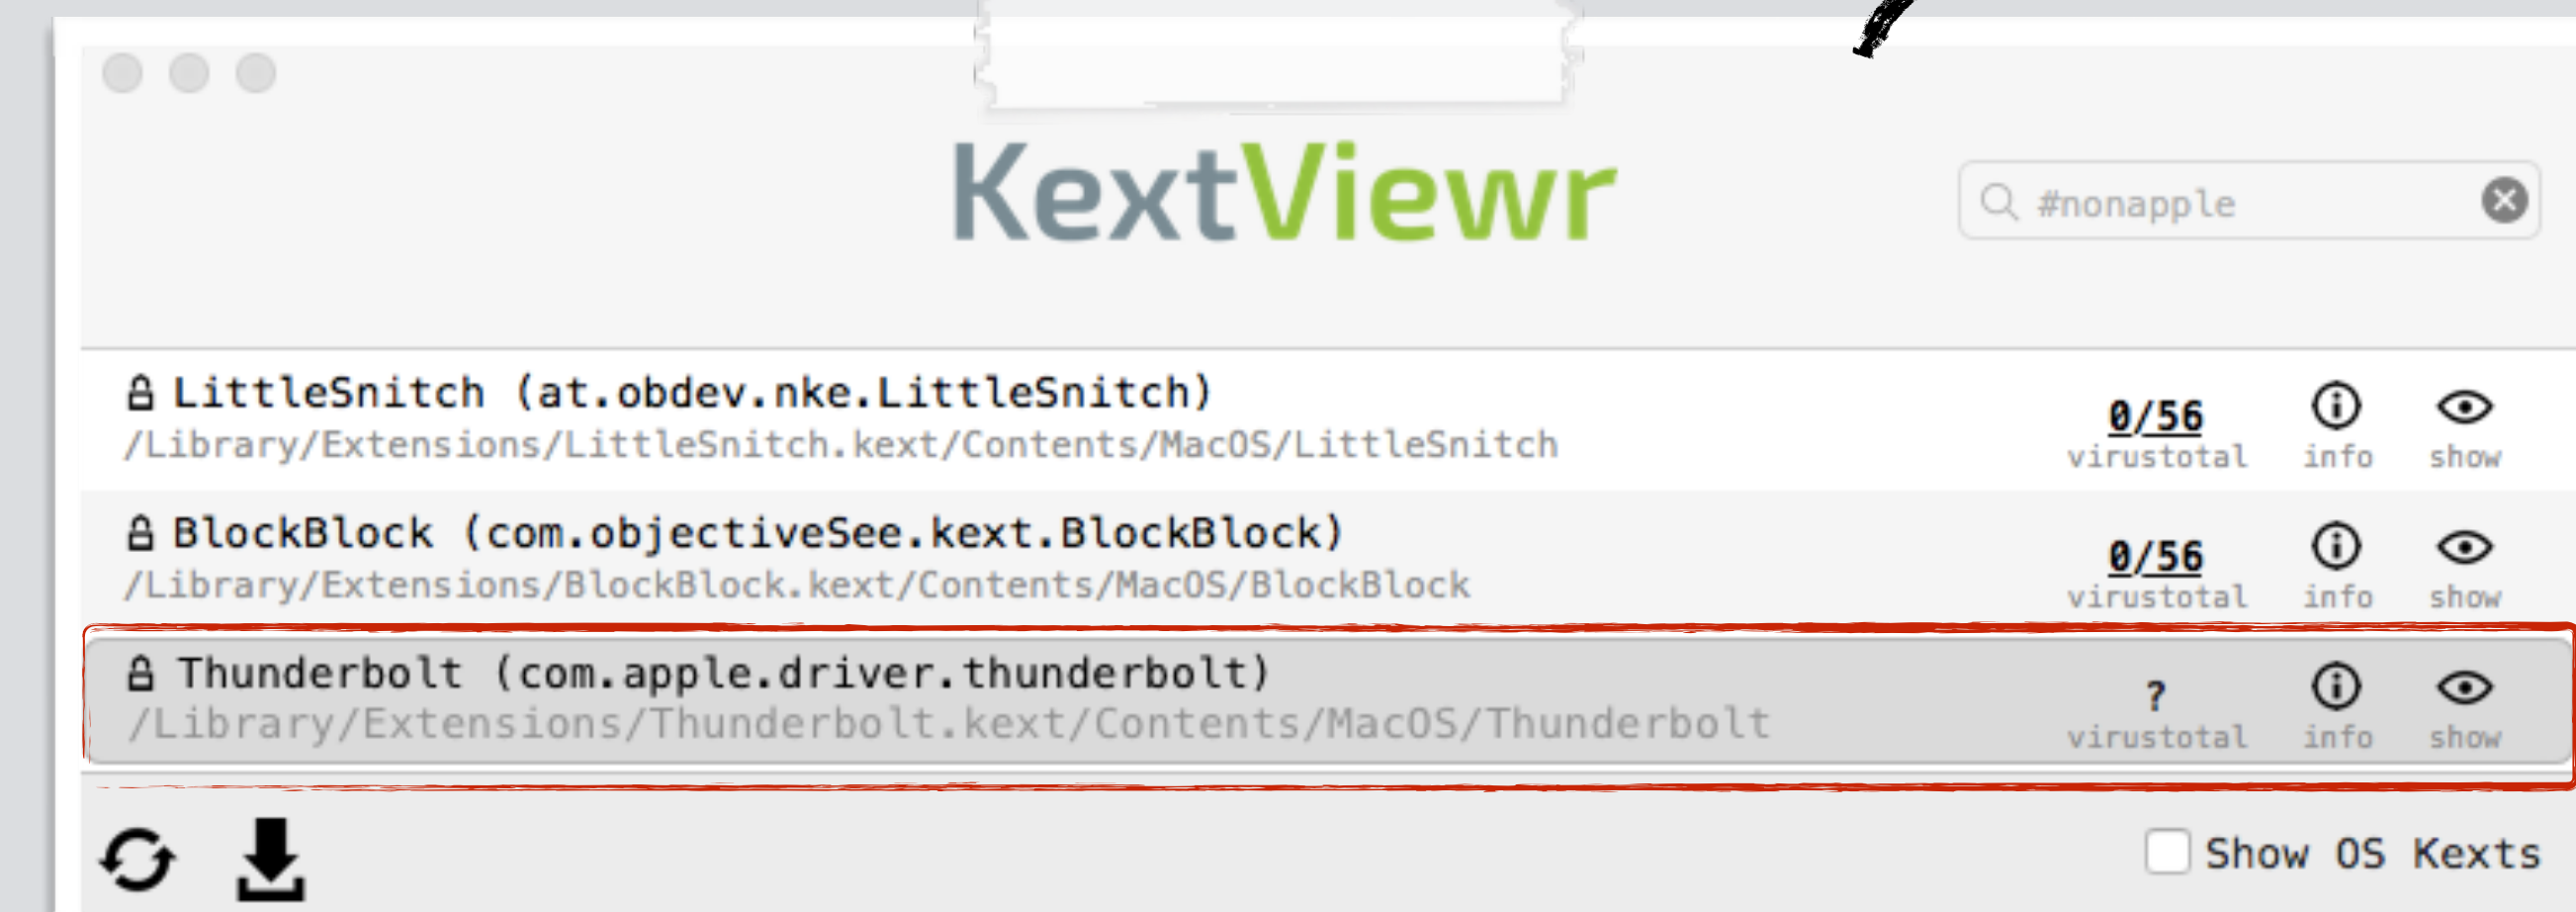 KextViewr
#nonapple
LittleSnitch (at.obdev.nke.LittleSnitch)
/Library/Extensions/LittleSnitch.kext/Contents/MacOS/LittleSnitch
0/56
virustotal
info
show
BlockBlock (com.objectiveSee.kext.BlockBlock)
/Library/Extensions/BlockBlock.kext/Contents/MacOS/BlockBlock
0/56
virustotal
info
show
Thunderbolt (com.apple.driver.thunderbolt)
/Library/Extensions/Thunderbolt.kext/Contents/MacOS/Thunderbolt
?
virustotal
info
show
Show OS Kexts